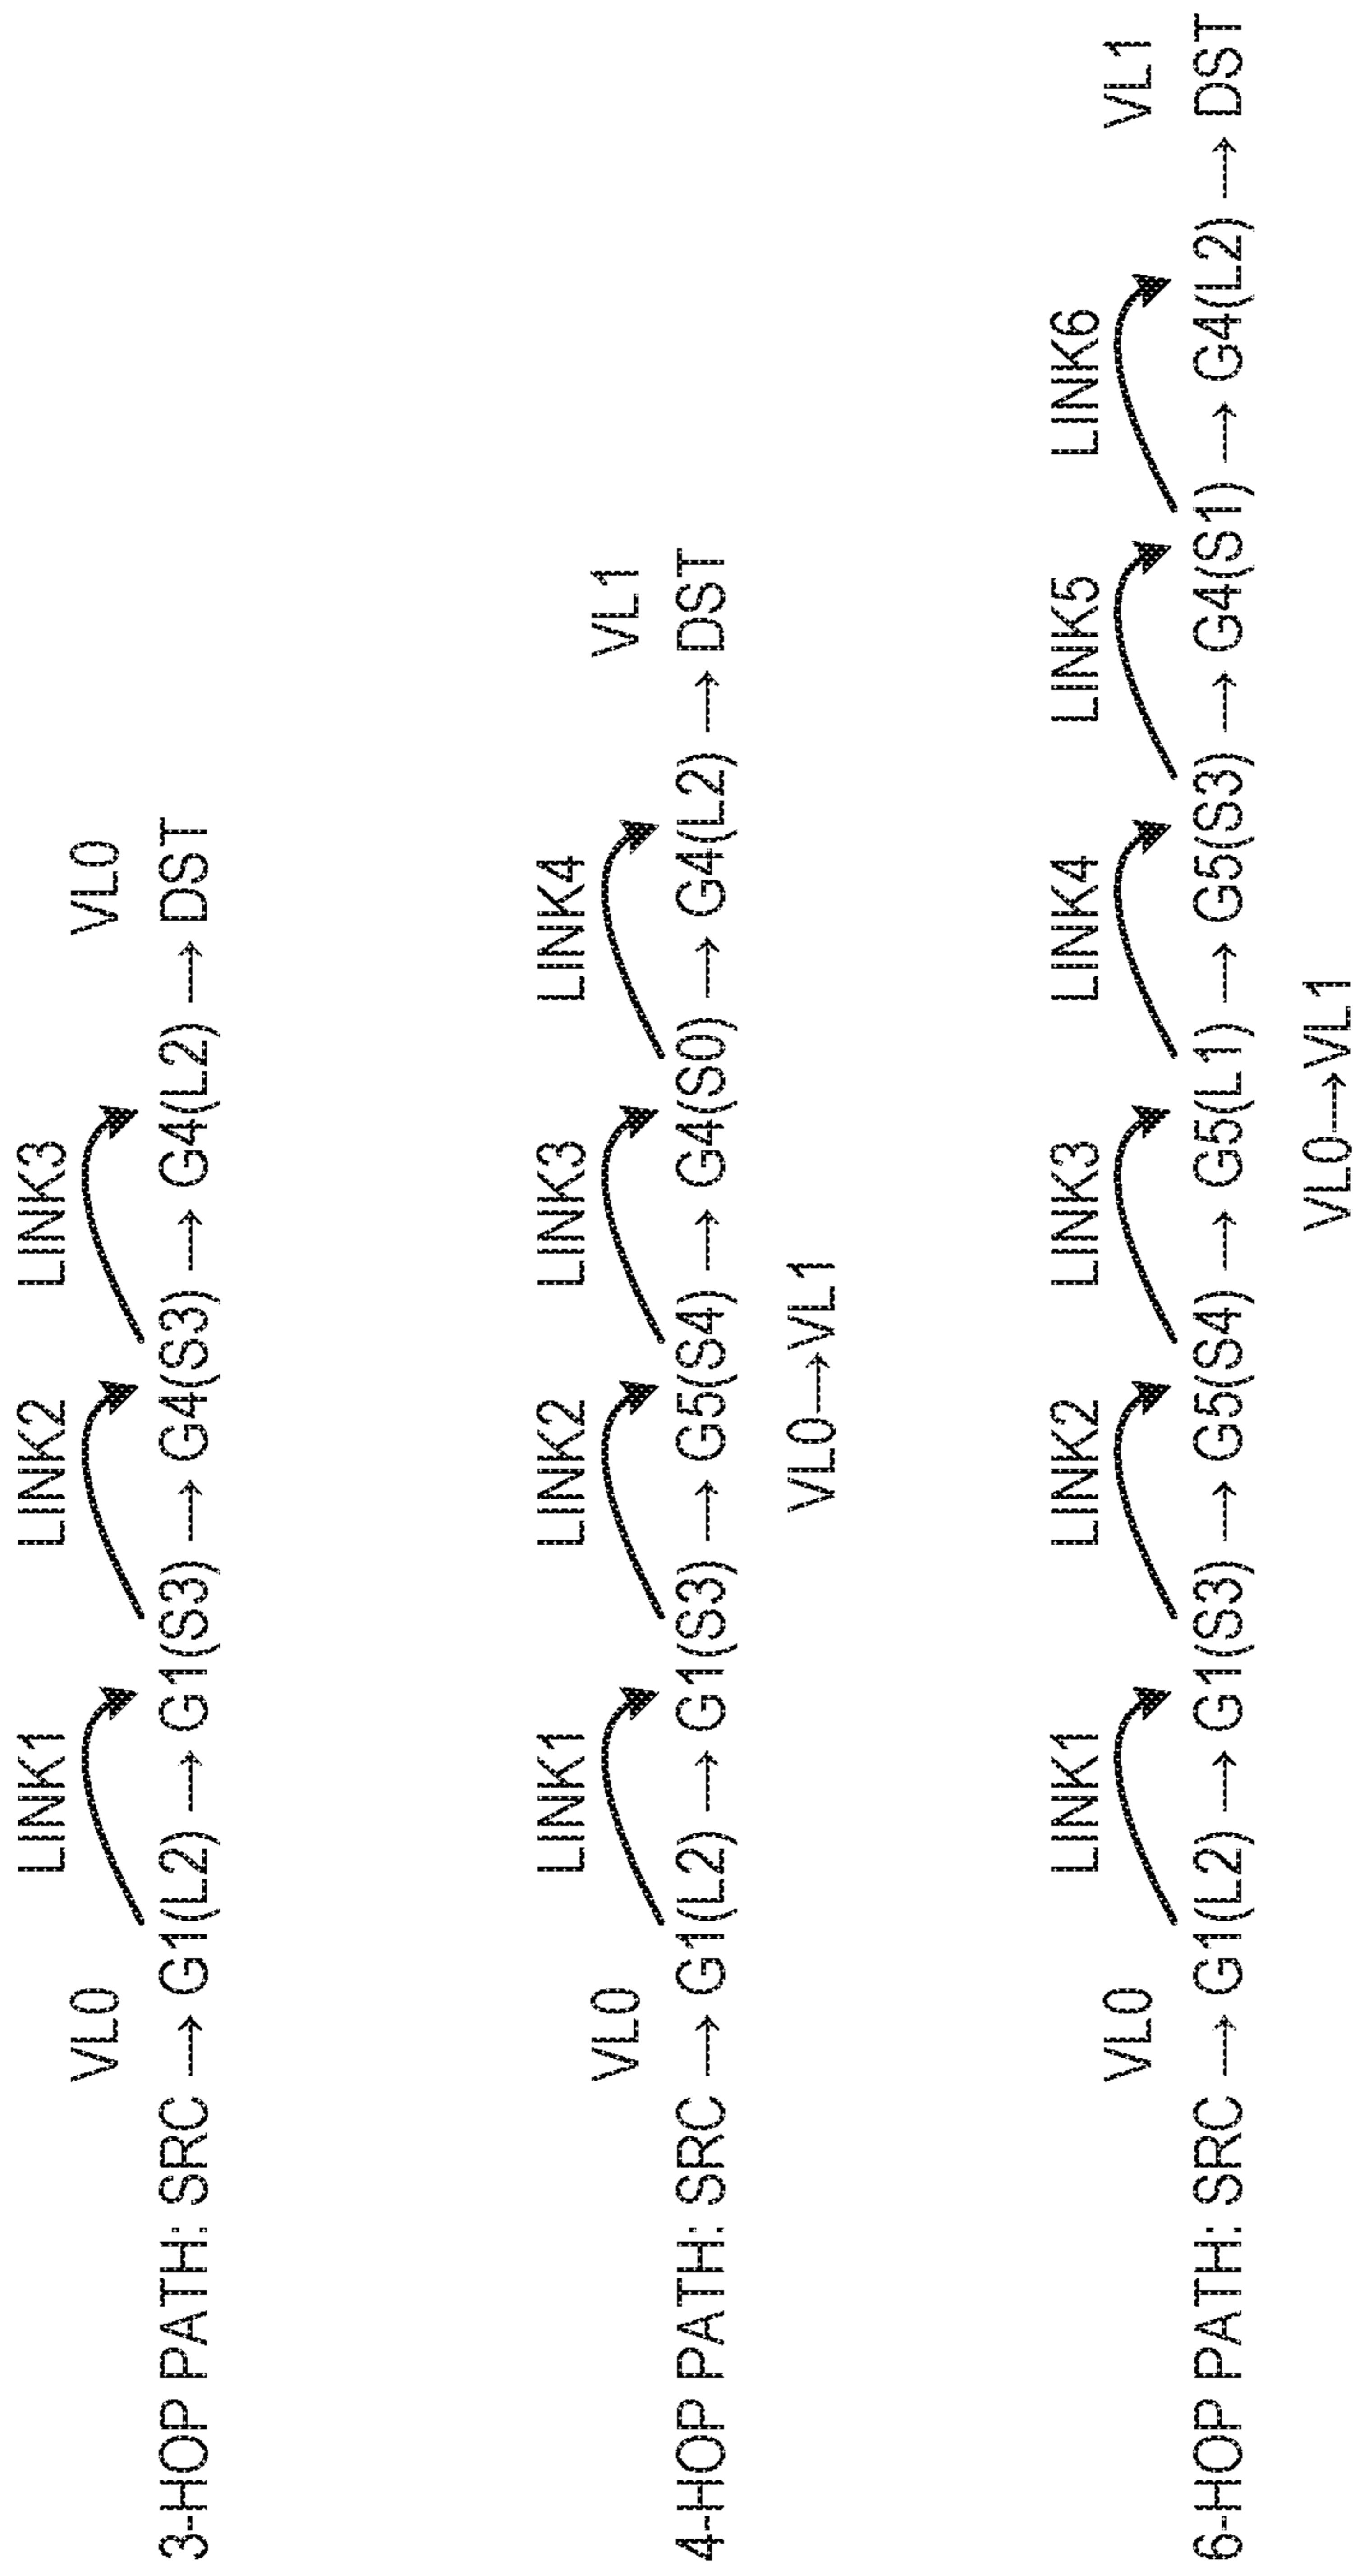 LINK1 LINK2 LINK3
VL0 VL0
3-HOP PATH: SRC → G1(L2) → G1(S3) → G4(S3) → G4(L2) → DST
LINK1 LINK2 LINK3 LINK4
VL0 VL1
4-HOP PATH: SRC → G1(L2) → G1(S3) → G5(S4) → G4(S0) → G4(L2) → DST
VL0→VL1
LINK1 LINK2 LINK3 LINK4 LINK5 LINK6
VL0 VL1
6-HOP PATH: SRC → G1(L2) → G1(S3) → G5(S4) → G5(L1) → G5(S3) → G4(S1) → G4(L2) → DST
VL0→VL1